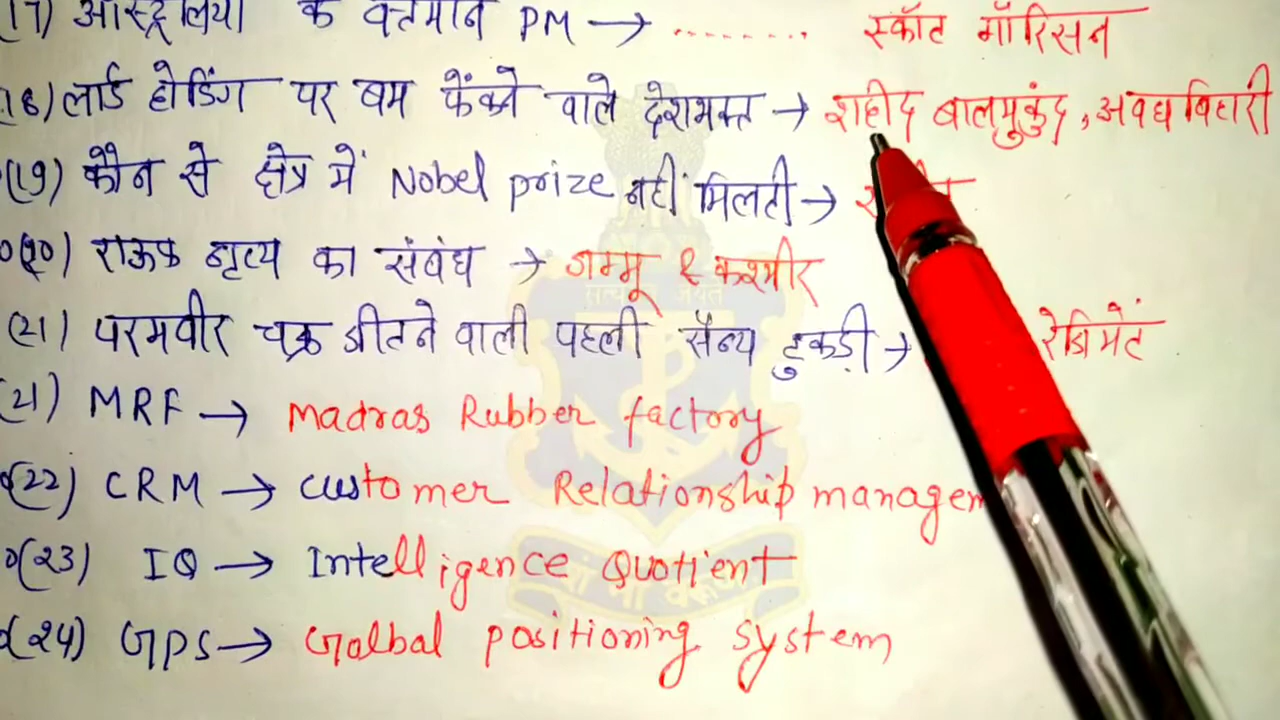 (17) ऑस्ट्रेलिया के वर्तमान PM → ........ स्कॉट मॉरिसन
(18) लार्ड होर्डिंग पर बम फेंकने वाले देशभक्त → शहीद बालमुकुंद , अवध बिहारी
(19) कौन से क्षेत्र में Nobel prize नहीं मिलती →
(20) राऊफ नृत्य का संबंध → जम्मू & कश्मीर
(21) परमवीर चक्र जीतने वाली पहली सैन्य टुकड़ी → रेजिमेंट
(21) MRF → Madras Rubber factory
(22) CRM → customer Relationship managem
(23) IQ → Intelligence Quotient
(24) GPS → Golbal positioning system